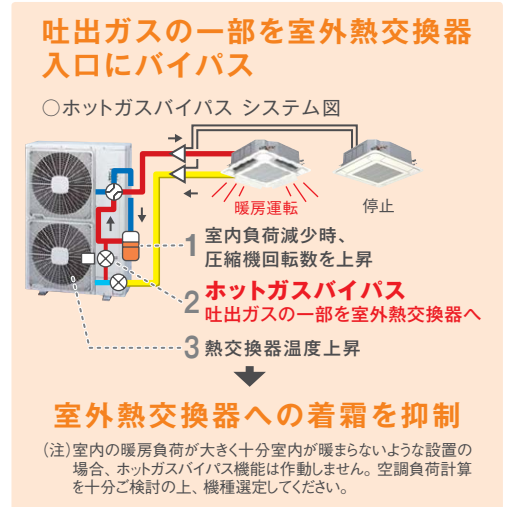 吐出ガスの一部を室外熱交換器
入口にバイパス
○ホットガスバイパス システム図
暖房運転
停止
1 室内負荷減少時、
圧縮機回転数を上昇
2 ホットガスバイパス
吐出ガスの一部を室外熱交換器へ
3 熱交換器温度上昇
室外熱交換器への着霜を抑制
(注)室内の暖房負荷が大きく十分室内が暖まらないような設置の
場合、ホットガスバイパス機能は作動しません。空調負荷計算
を十分ご検討の上、機種選定してください。